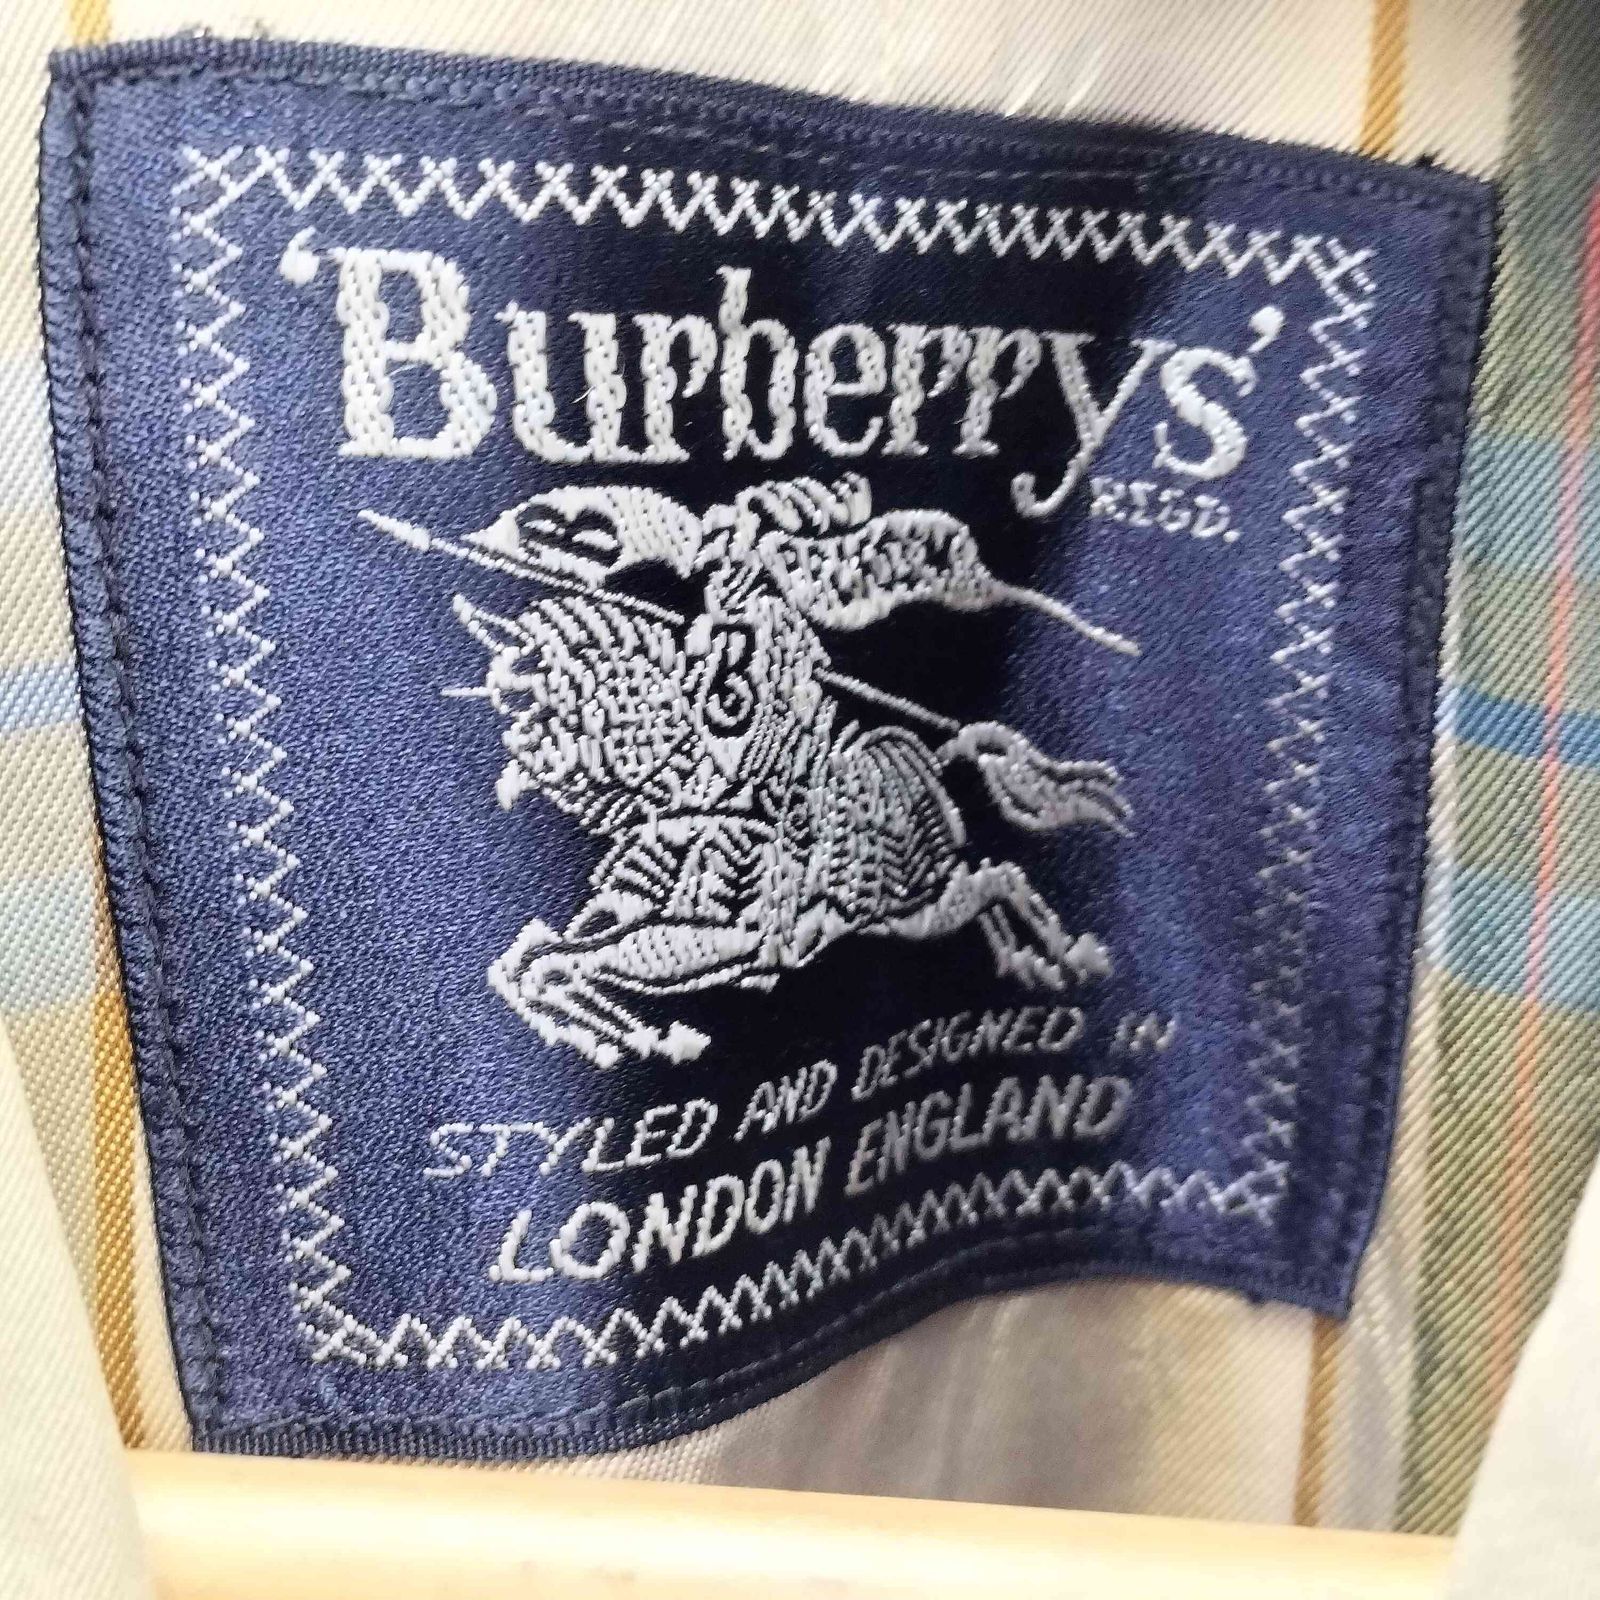 'Burberrys'
REGD.
B
B
STYLED AND DESIGNED IN
LONDON ENGLAND